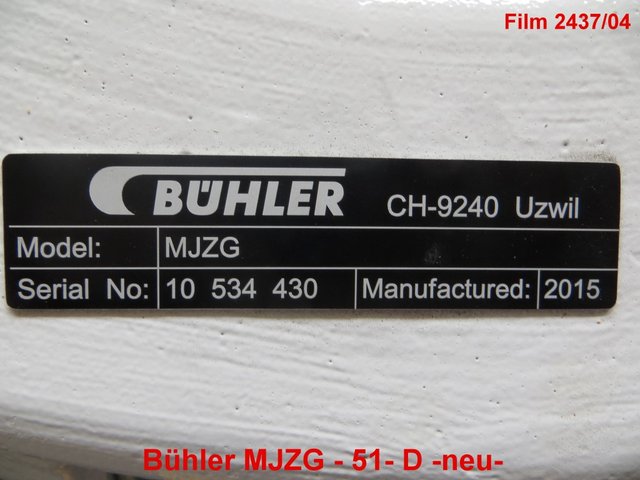 Film 2437/04
BÜHLER CH-9240 Uzwil
Model: MJZG
Serial No: 10 534 430 Manufactured: 2015
Bühler MJZG - 51- D -neu-